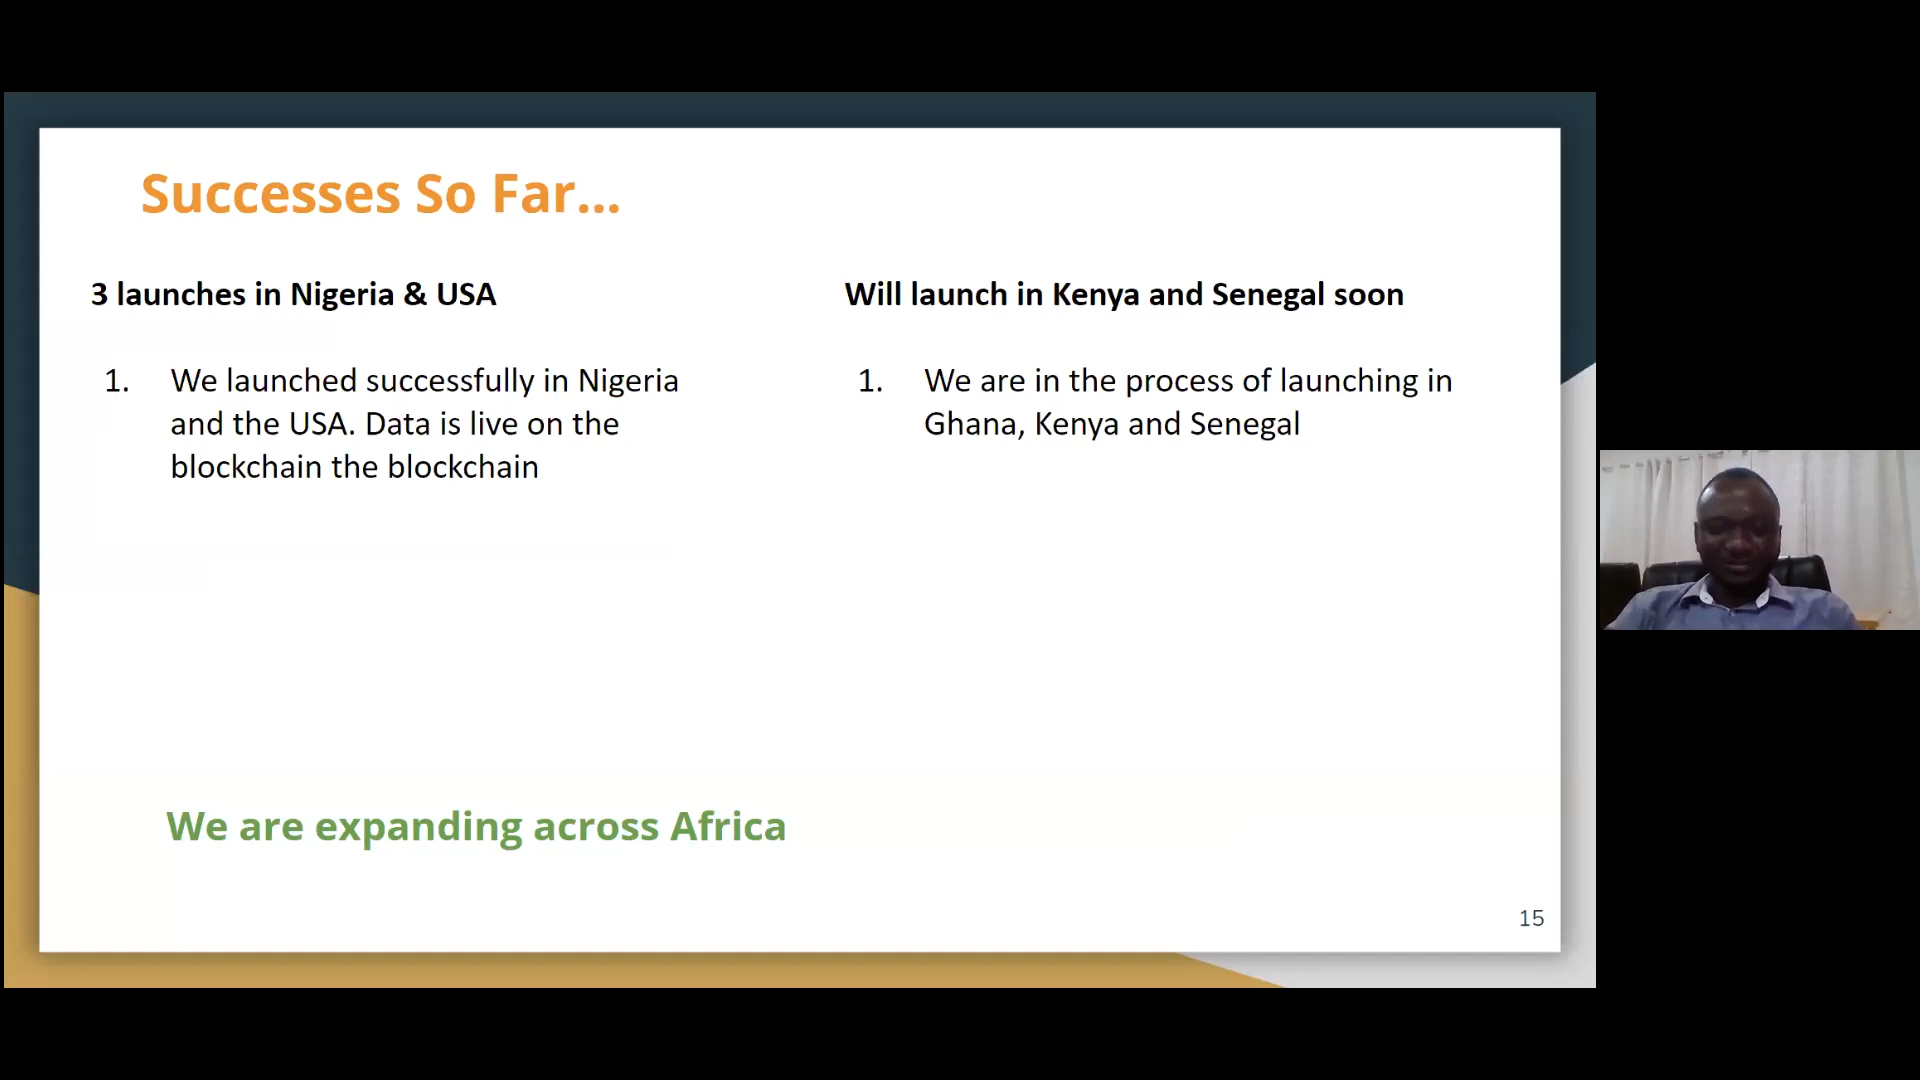 Successes So Far...
3 launches in Nigeria & USA
1. We launched successfully in Nigeria
and the USA. Data is live on the
blockchain the blockchain
Will launch in Kenya and Senegal soon
1. We are in the process of launching in
Ghana, Kenya and Senegal
We are expanding across Africa
15